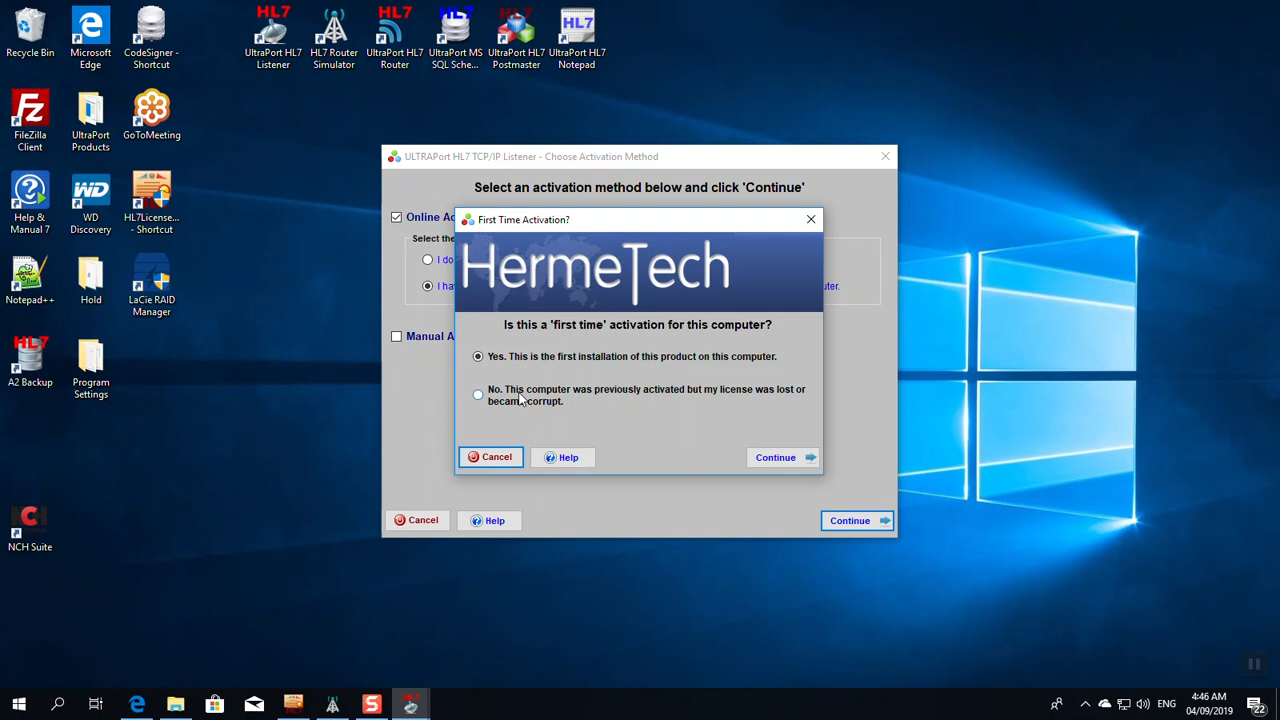 Recycle Bin
Microsoft
Edge
CodeSigner -
Shortcut
HL7
UltraPort HL7
Listener
HL7
HL7 Router
Simulator
HL7
UltraPort HL7
Router
HL7
UltraPort MS
SQL Sche...
UltraPort HL7
Postmaster
HL7
UltraPort HL7
Notepad
Fz
FileZilla
Client
UltraPort
Products
GoToMeeting
Help &
Manual 7
WD
WD
Discovery
HL7License...
- Shortcut
Notepad++
Hold
LaCie RAID
Manager
HL7
A2 Backup
Program
Settings
NCH Suite
ULTRAPort HL7 TCP/IP Listener - Choose Activation Method
Select an activation method below and click 'Continue'
Online Ac
Select the
I do
I ha
uter.
Manual A
Cancel
Help
Continue
First Time Activation?
HermeTech
Is this a 'first time' activation for this computer?
Yes. This is the first installation of this product on this computer.
No. This computer was previously activated but my license was lost or
became corrupt.
Cancel
Help
Continue
S
HL7
4:46 AM
04/09/2019
22